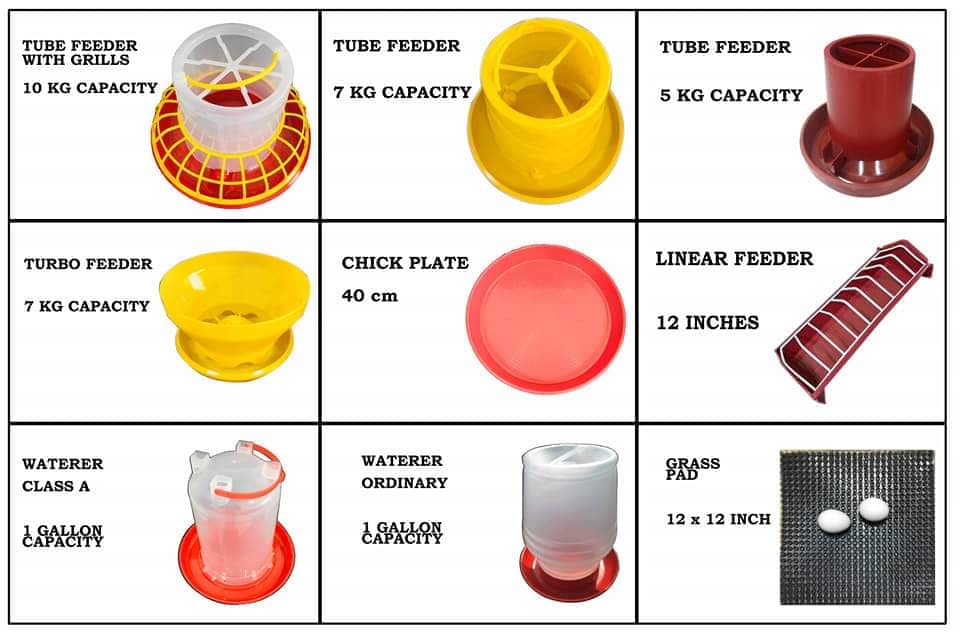 TUBE FEEDER
WITH GRILLS
10 KG CAPACITY
TUBE FEEDER
7 KG CAPACITY
TUBE FEEDER
5 KG CAPACITY
TURBO FEEDER
7 KG CAPACITY
CHICK PLATE
40 cm
LINEAR FEEDER
12 INCHES
WATERER
CLASS A
1 GALLON
CAPACITY
WATERER
ORDINARY
1 GALLON
CAPACITY
GRASS
PAD
12 x 12 INCH